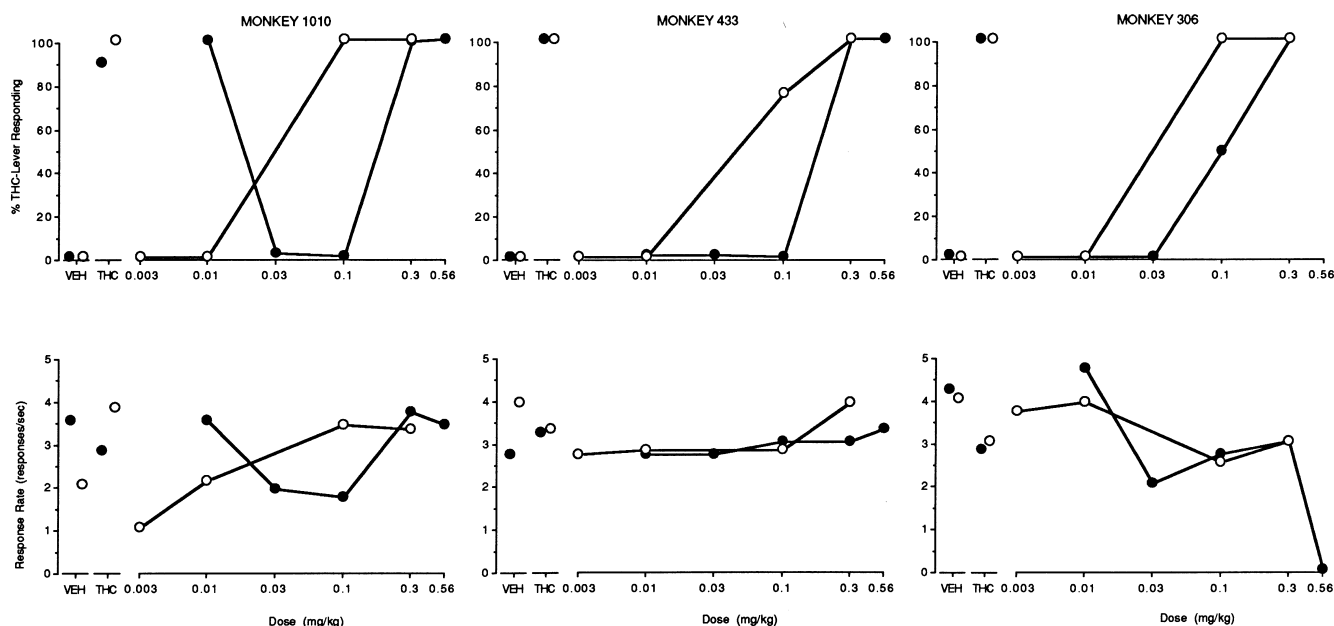 MONKEY 1010
% THC-Lever Responding
100
80
60
40
20
0
VEH THC 0.003 0.01 0.03 0.1 0.3 0.56
MONKEY 433
100
80
60
40
20
0
VEH THC 0.003 0.01 0.03 0.1 0.3 0.56
MONKEY 306
100
80
60
40
20
0
VEH THC 0.003 0.01 0.03 0.1 0.3 0.56
Response Rate (responses/sec)
5
4
3
2
1
0
VEH THC 0.003 0.01 0.03 0.1 0.3 0.56
Dose (mg/kg)
5
4
3
2
1
0
VEH THC 0.003 0.01 0.03 0.1 0.3 0.56
Dose (mg/kg)
5
4
3
2
1
0
VEH THC 0.003 0.01 0.03 0.1 0.3 0.56
Dose (mg/kg)